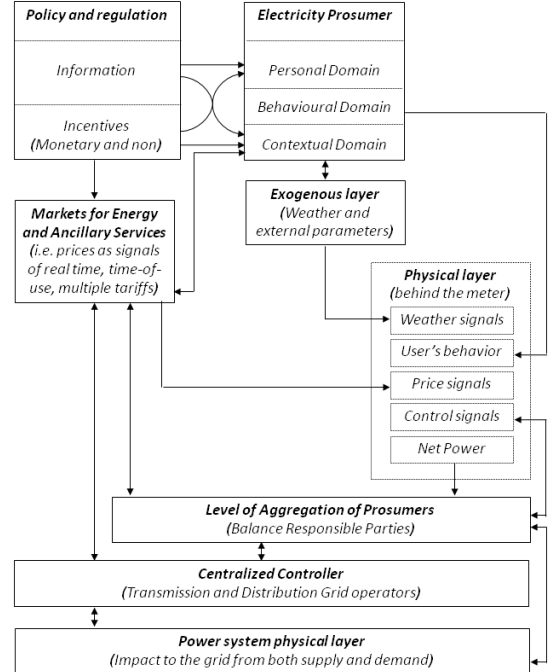 Policy and regulation
Information
Incentives
(Monetary and non)
Electricity Prosumer
Personal Domain
Behavioural Domain
Contextual Domain
Exogenous layer
(Weather and
external parameters)
Markets for Energy
and Ancillary Services
(i.e. prices as signals
of real time, time-of-
use, multiple tariffs)
Physical layer
(behind the meter)
Weather signals
User's behavior
Price signals
Control signals
Net Power
Level of Aggregation of Prosumers
(Balance Responsible Parties)
Centralized Controller
(Transmission and Distribution Grid operators)
Power system physical layer
(Impact to the grid from both supply and demand)